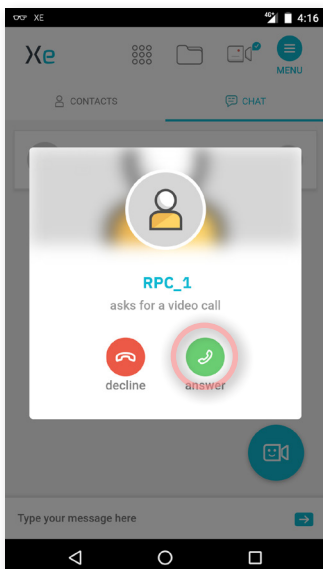 XE 4G 4:16
Xe
MENU
CONTACTS CHAT
RPC_1
asks for a video call
decline answer
Type your message here